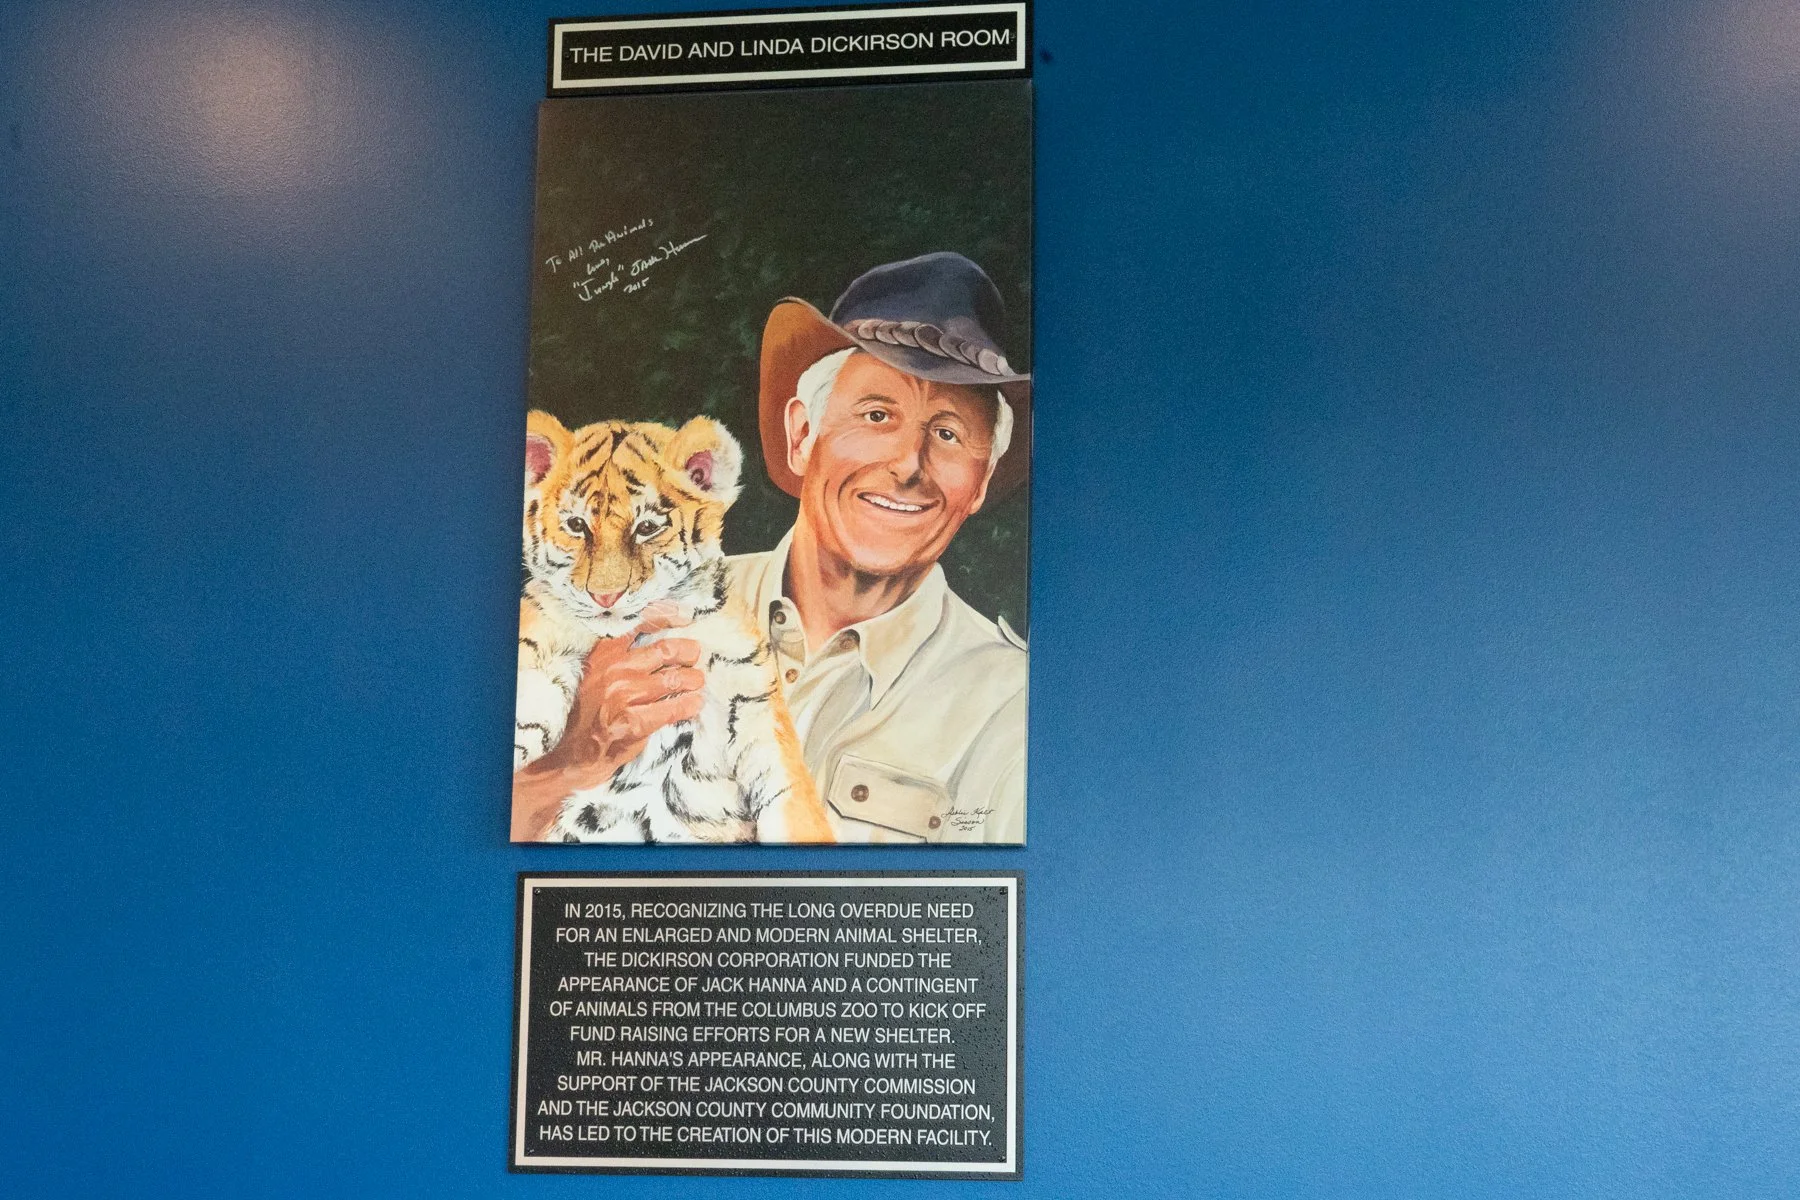 THE DAVID AND LINDA DICKIRSON ROOM
To All The Animals
Love,
"Jungle" Jack Hanna
2015
2015
IN 2015, RECOGNIZING THE LONG OVERDUE NEED
FOR AN ENLARGED AND MODERN ANIMAL SHELTER,
THE DICKIRSON CORPORATION FUNDED THE
APPEARANCE OF JACK HANNA AND A CONTINGENT
OF ANIMALS FROM THE COLUMBUS ZOO TO KICK OFF
FUND RAISING EFFORTS FOR A NEW SHELTER.
MR. HANNA'S APPEARANCE, ALONG WITH THE
SUPPORT OF THE JACKSON COUNTY COMMISSION
AND THE JACKSON COUNTY COMMUNITY FOUNDATION,
HAS LED TO THE CREATION OF THIS MODERN FACILITY.